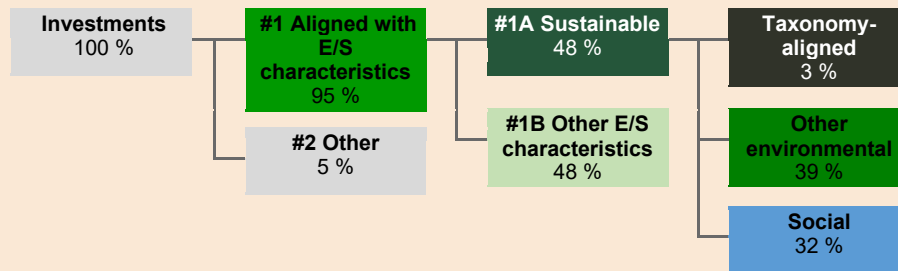 Investments
100 %
#1 Aligned with
E/S
characteristics
95 %
#2 Other
5 %
#1A Sustainable
48 %
#1B Other E/S
characteristics
48 %
Taxonomy-
aligned
3 %
Other
environmental
39 %
Social
32 %